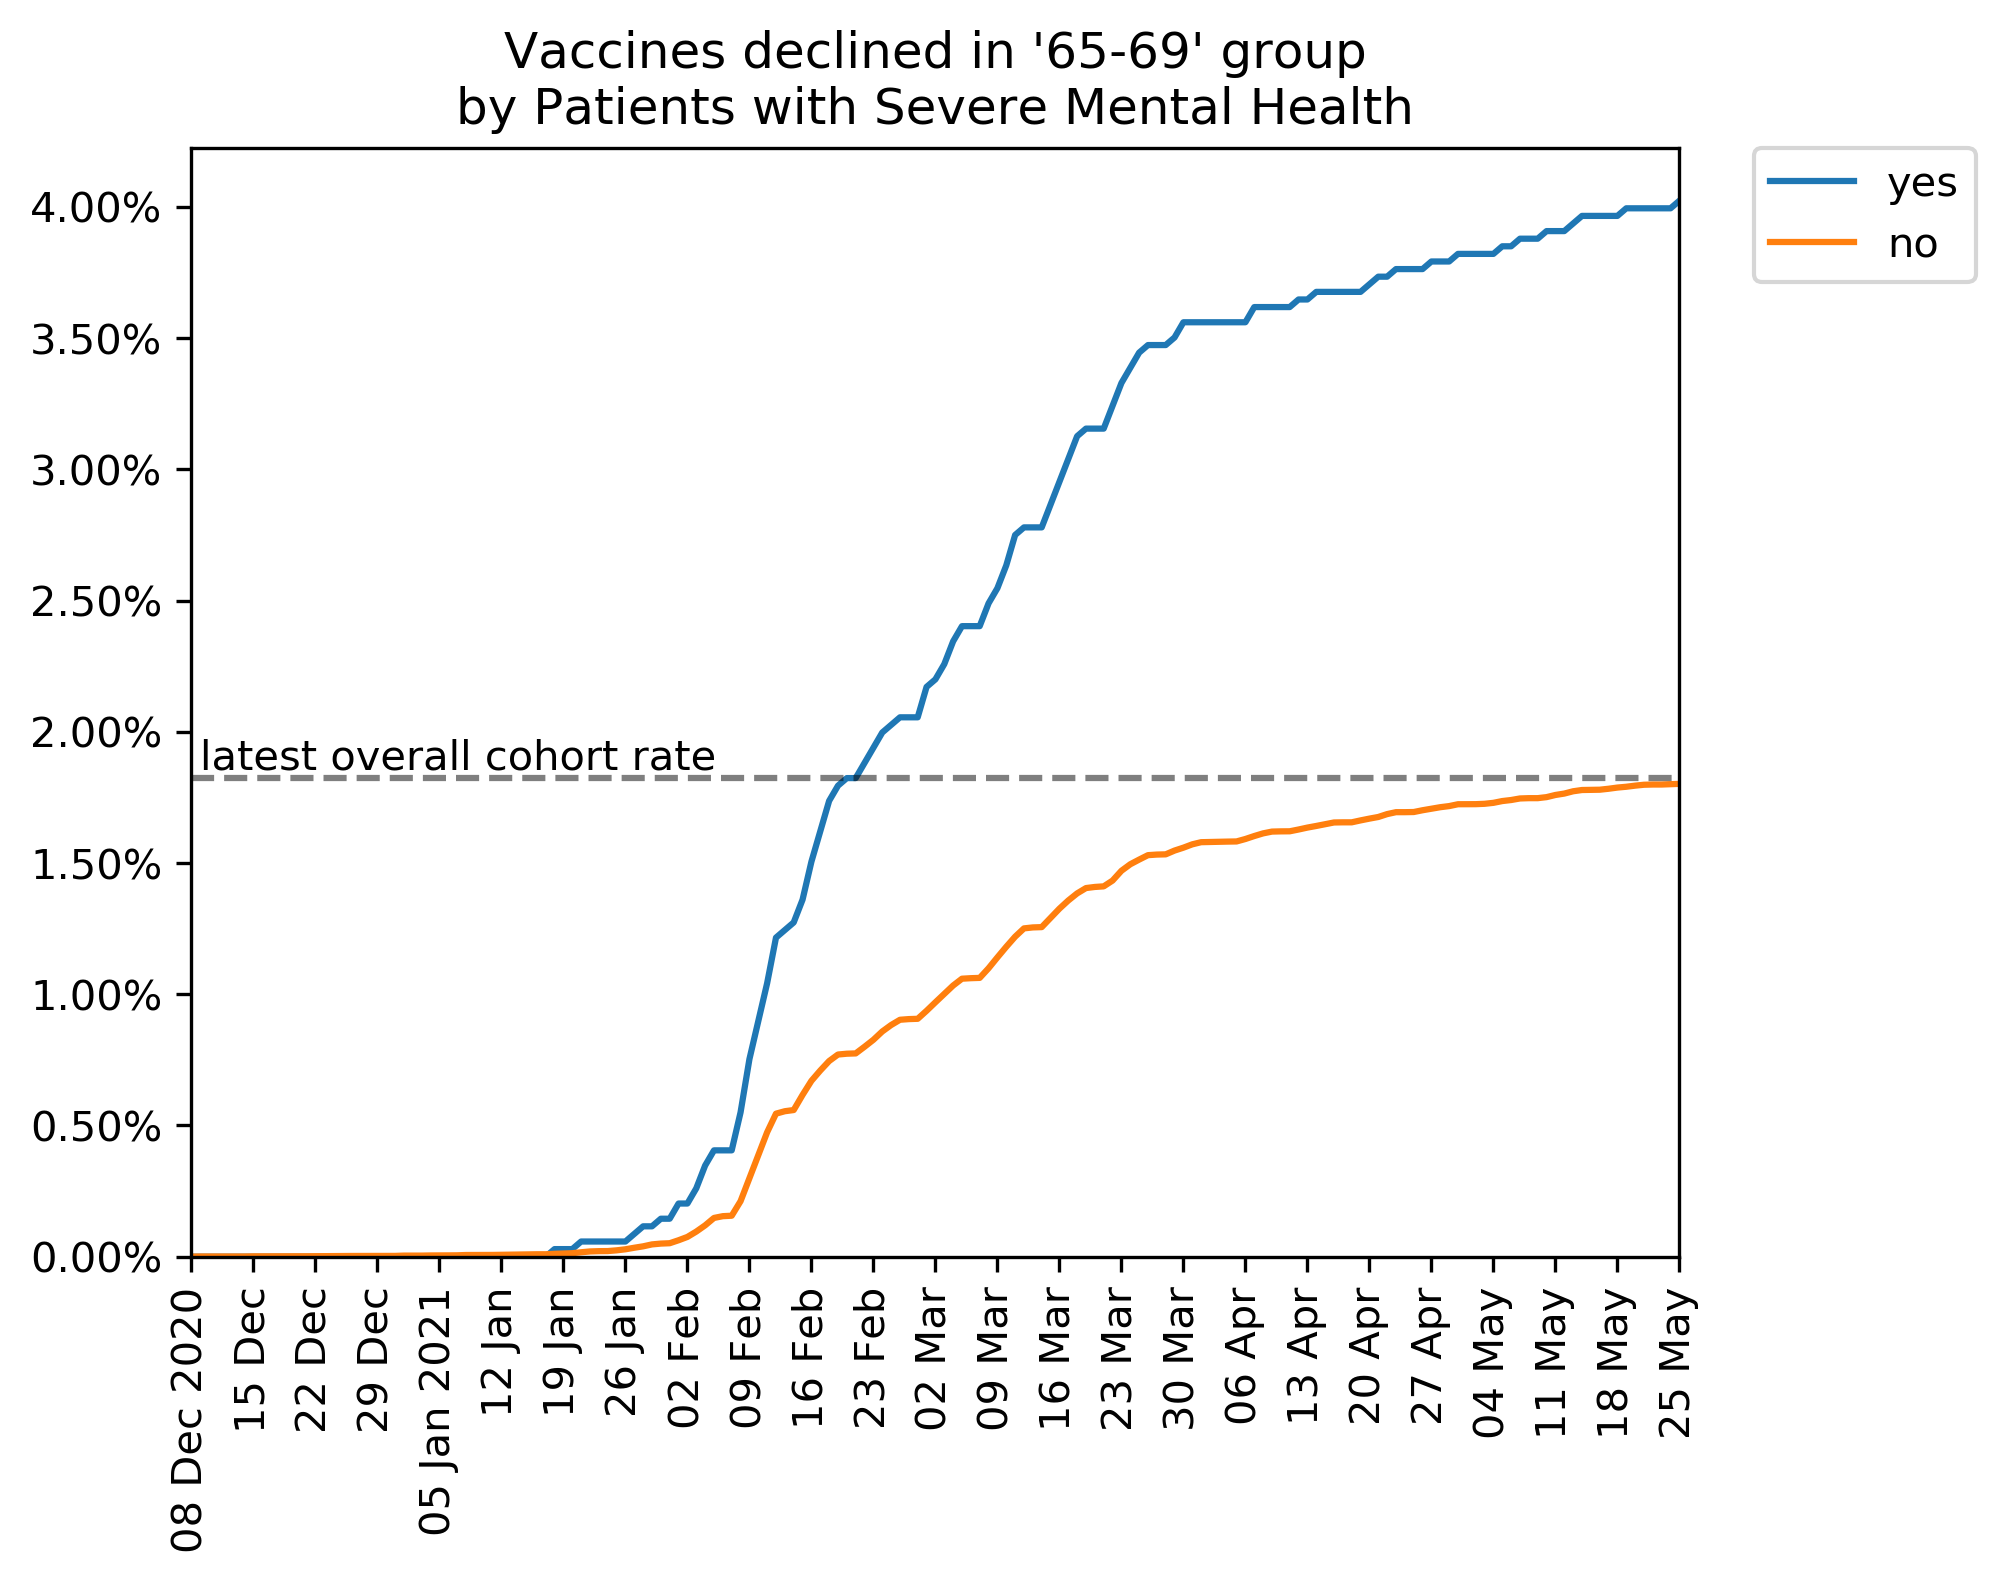 Vaccines declined in '65-69' group
by Patients with Severe Mental Health
yes
no
4.00%
3.50%
3.00%
2.50%
2.00%
latest overall cohort rate
1.50%
1.00%
0.50%
0.00%
08 Dec 2020
15 Dec
22 Dec
29 Dec
05 Jan 2021
12 Jan
19 Jan
26 Jan
02 Feb
09 Feb
16 Feb
23 Feb
02 Mar
09 Mar
16 Mar
23 Mar
30 Mar
06 Apr
13 Apr
20 Apr
27 Apr
04 May
11 May
18 May
25 May